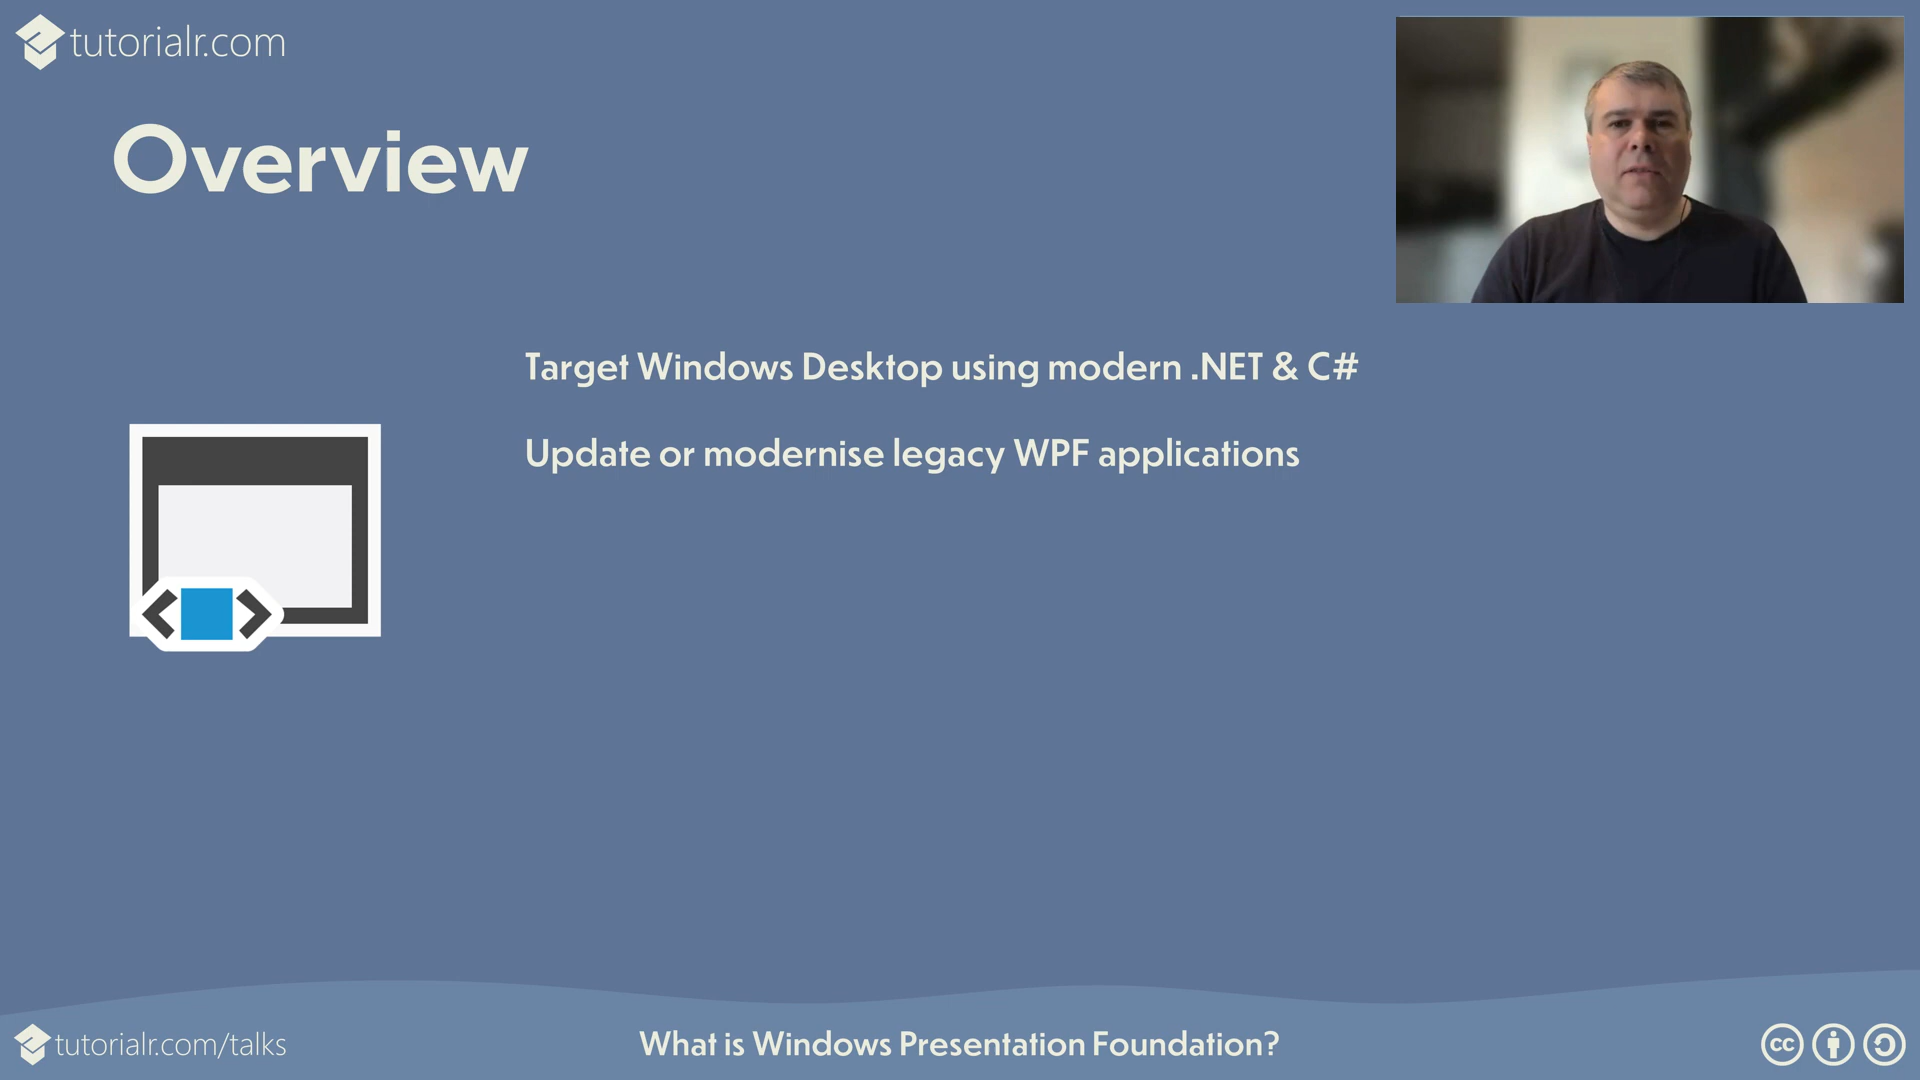 tutorialr.com
Overview
Target Windows Desktop using modern .NET & C#
Update or modernise legacy WPF applications
tutorialr.com/talks
What is Windows Presentation Foundation?
cc